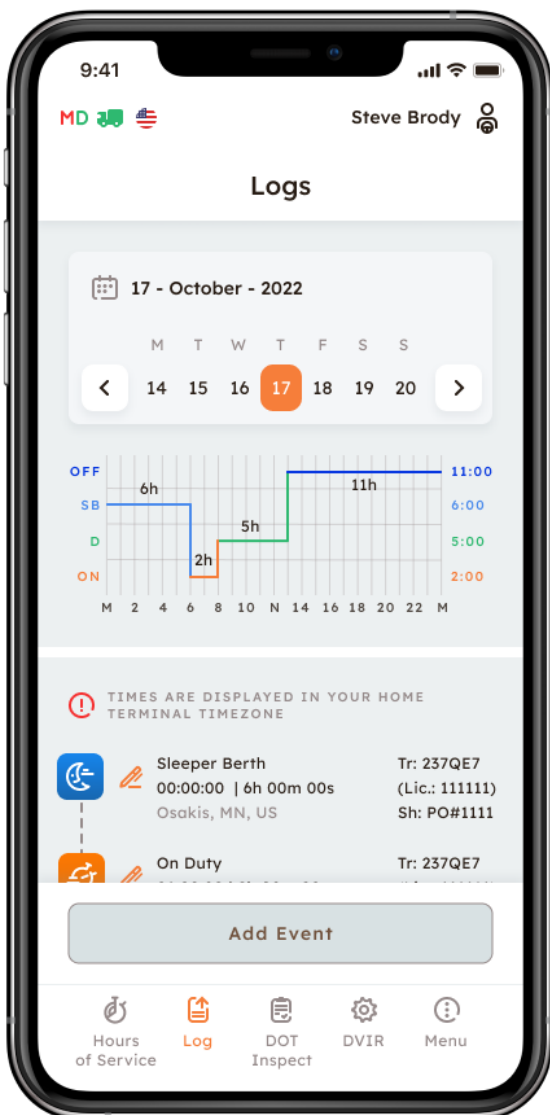 9:41
MD
Steve Brody
Logs
17 - October - 2022
M T W T F S S
14 15 16 17 18 19 20
OFF 11:00
6h 11h
SB 6:00
5h
D 5:00
2h
ON 2:00
M 2 4 6 8 10 N 14 16 18 20 22 M
TIMES ARE DISPLAYED IN YOUR HOME
TERMINAL TIMEZONE
Sleeper Berth Tr: 237QE7
00:00:00 | 6h 00m 00s (Lic.: 111111)
Osakis, MN, US Sh: PO#1111
On Duty Tr: 237QE7
Add Event
Hours
of Service
Log
DOT
Inspect
DVIR
Menu